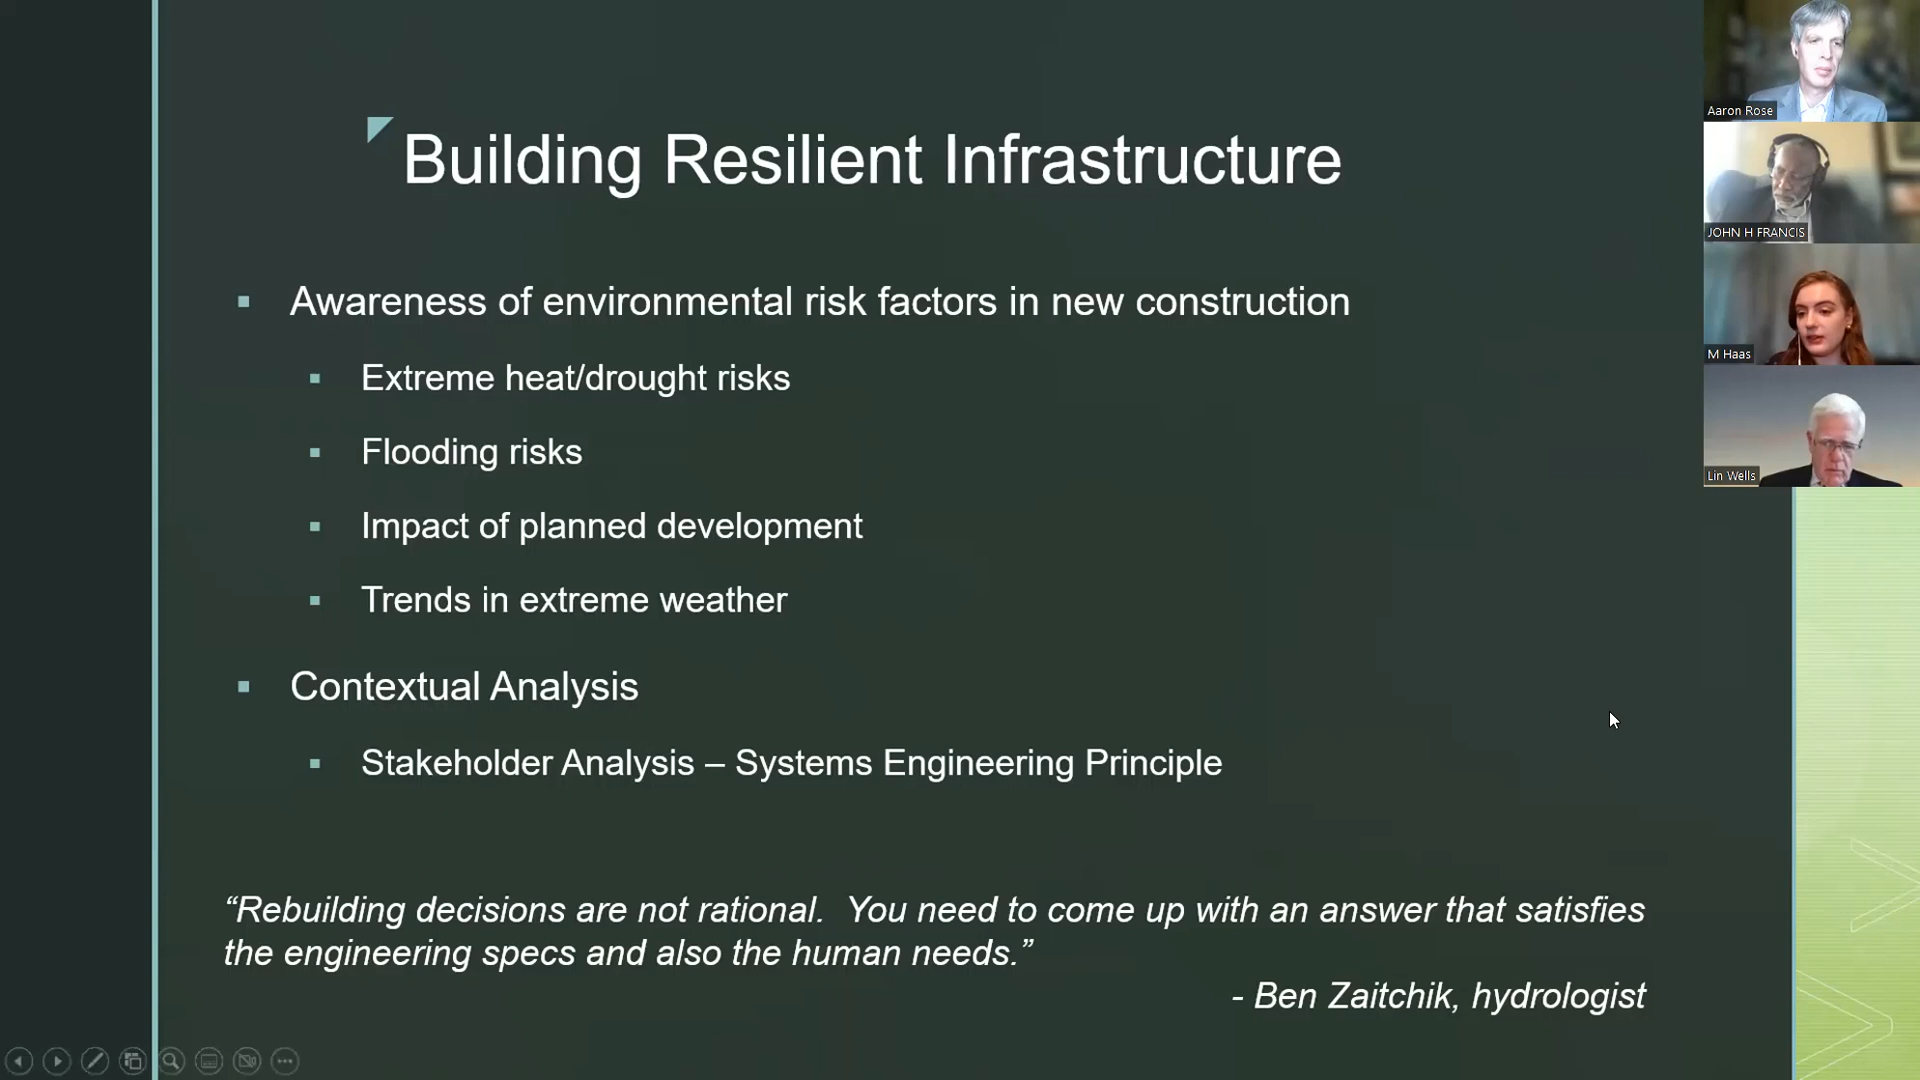 Building Resilient Infrastructure
Awareness of environmental risk factors in new construction
Extreme heat/drought risks
Flooding risks
Impact of planned development
Trends in extreme weather
Contextual Analysis
Stakeholder Analysis – Systems Engineering Principle
“Rebuilding decisions are not rational.  You need to come up with an answer that satisfies
the engineering specs and also the human needs.”
- Ben Zaitchik, hydrologist
Aaron Rose
JOHN H FRANCIS
M Haas
Lin Wells